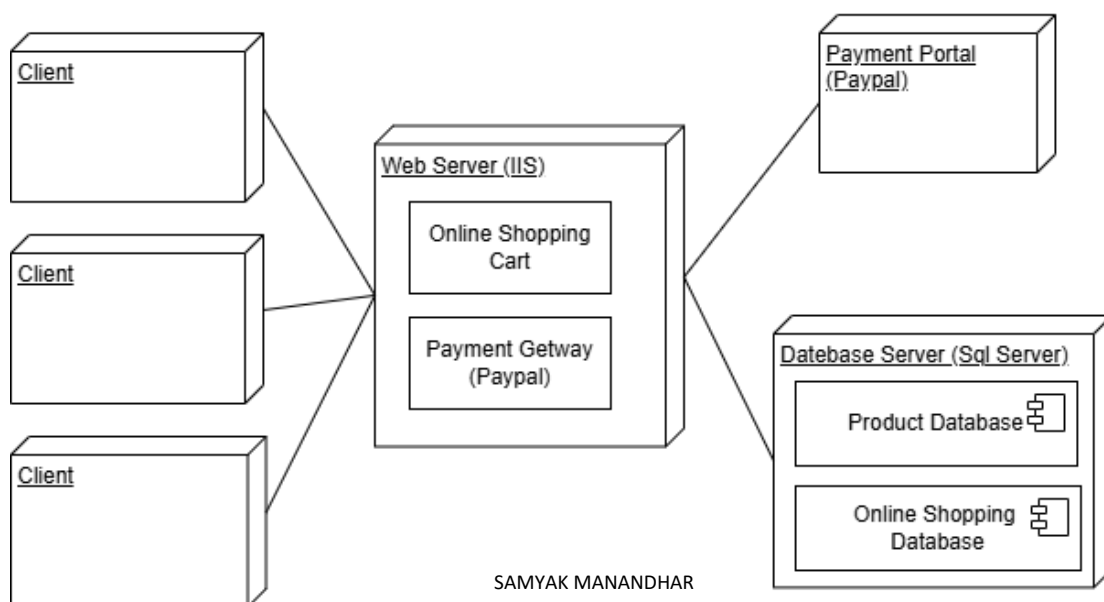 Client
Client
Client
Web Server (IIS)
Online Shopping
Cart
Payment Getway
(Paypal)
Payment Portal
(Paypal)
Datebase Server (Sql Server)
Product Database
Online Shopping
Database
SAMYAK MANANDHAR